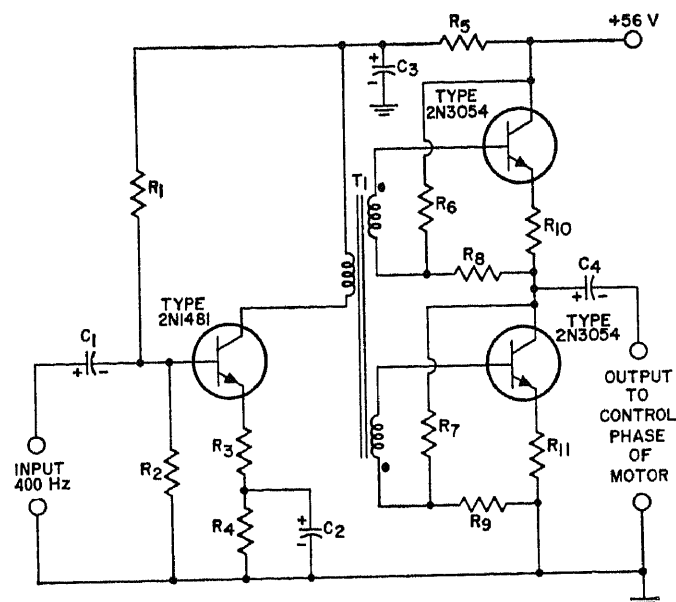 R5
+56 V
+
-
C3
TYPE
2N3054
T1
R1
R6
R10
R8
C4
+ -
TYPE
2N1481
TYPE
2N3054
C1
+ -
OUTPUT
TO
CONTROL
PHASE
OF
MOTOR
R3
R7
R11
INPUT
400 Hz
R2
R4
+
-
C2
R9